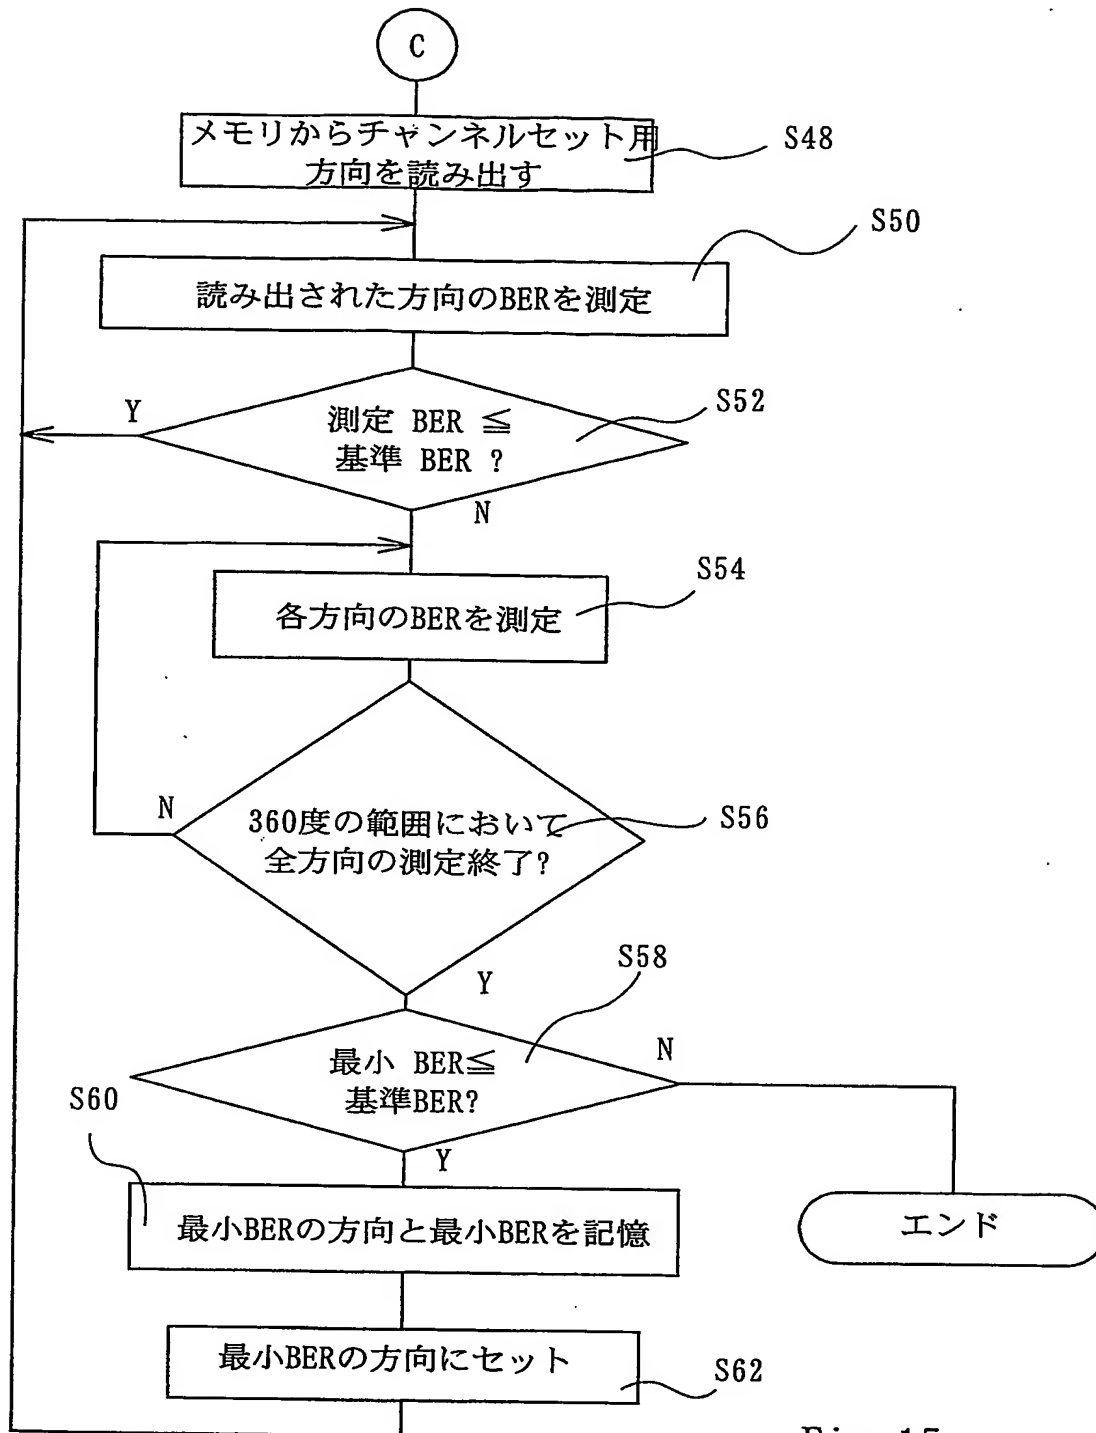 C
メモリからチャンネルセット用
方向を読み出す
S48
S50
読み出された方向のBERを測定
Y
S52
測定 BER ≦
基準 BER ?
N
S54
各方向のBERを測定
N
360度の範囲において
全方向の測定終了?
S56
Y
S58
最小 BER≦
基準BER?
N
S60
Y
最小BERの方向と最小BERを記憶
エンド
最小BERの方向にセット
S62